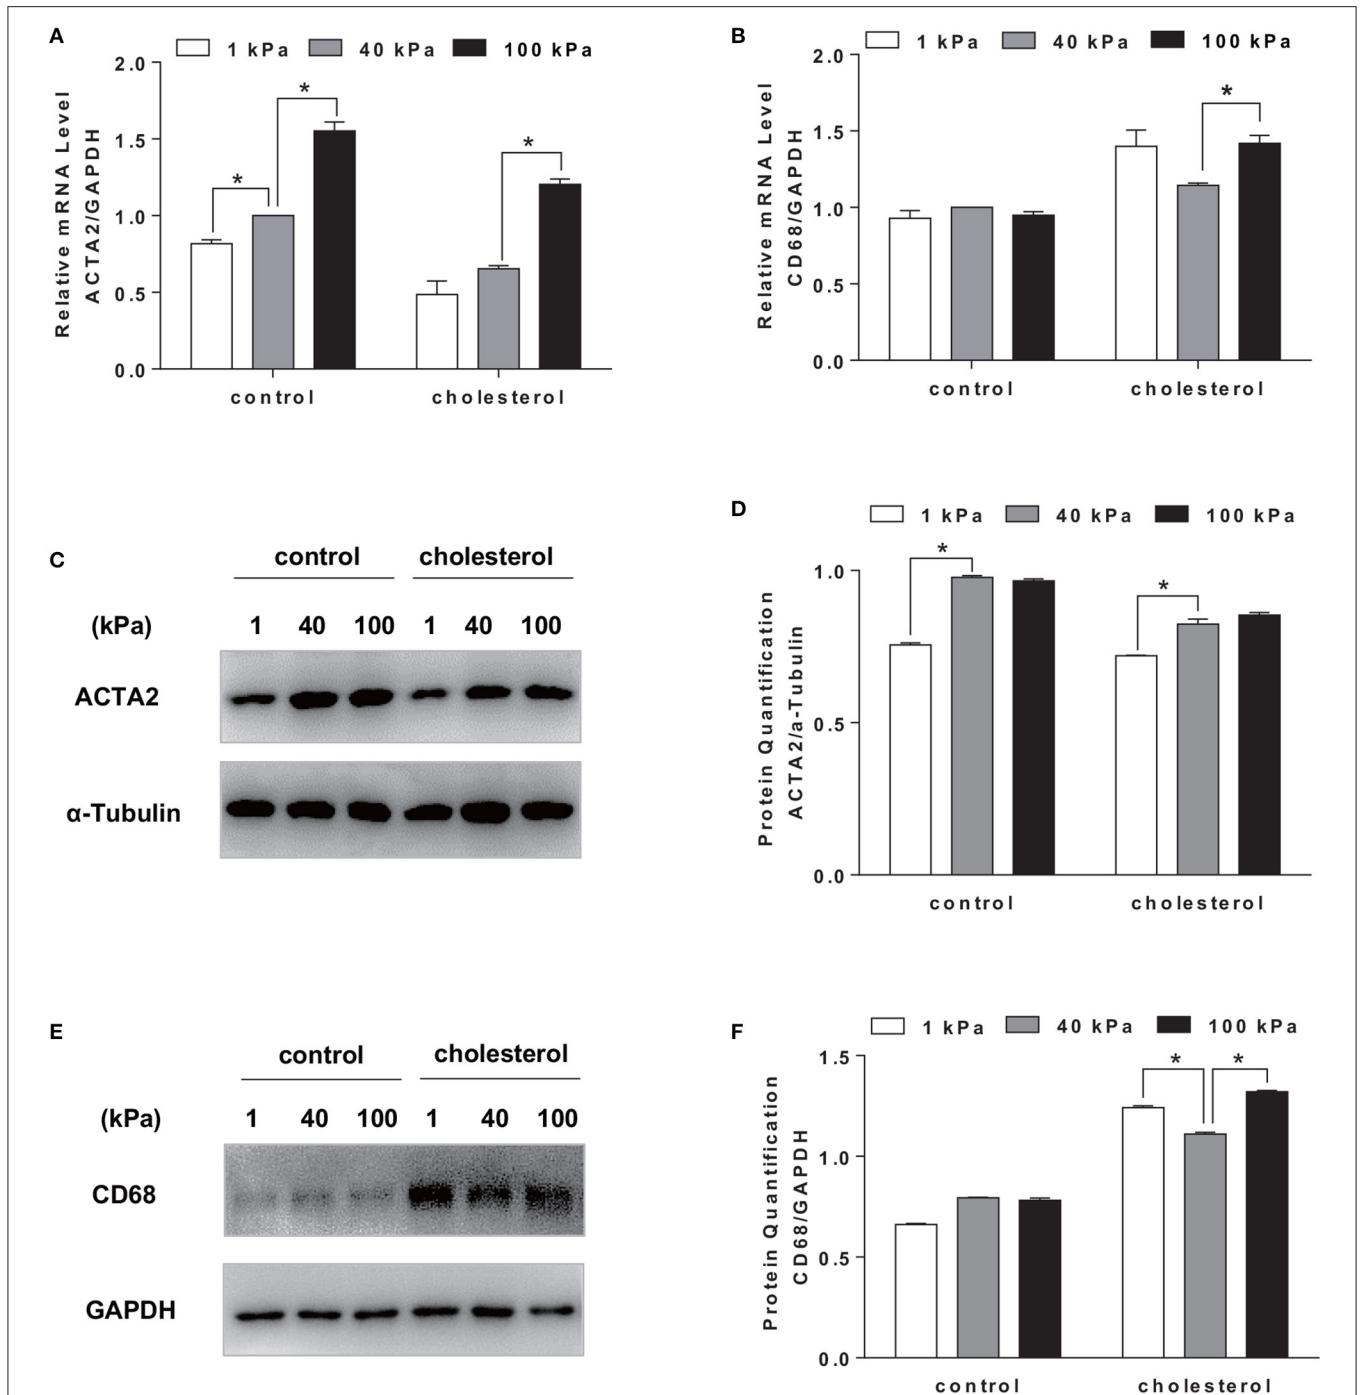 A
1 kPa 40 kPa 100 kPa
Relative mRNA Level
ACTA2/GAPDH
2.0
1.5
1.0
0.5
0.0
*
*
*
control cholesterol
B
1 kPa 40 kPa 100 kPa
Relative mRNA Level
CD68/GAPDH
2.0
1.5
1.0
0.5
0.0
*
control cholesterol
C
control cholesterol
(kPa) 1 40 100 1 40 100
ACTA2
α-Tubulin
D
1 kPa 40 kPa 100 kPa
Protein Quantification
ACTA2/a-Tubulin
1.0
0.5
0.0
*
*
control cholesterol
E
control cholesterol
(kPa) 1 40 100 1 40 100
CD68
GAPDH
F
1 kPa 40 kPa 100 kPa
Protein Quantification
CD68/GAPDH
1.5
1.0
0.5
0.0
* *
control cholesterol